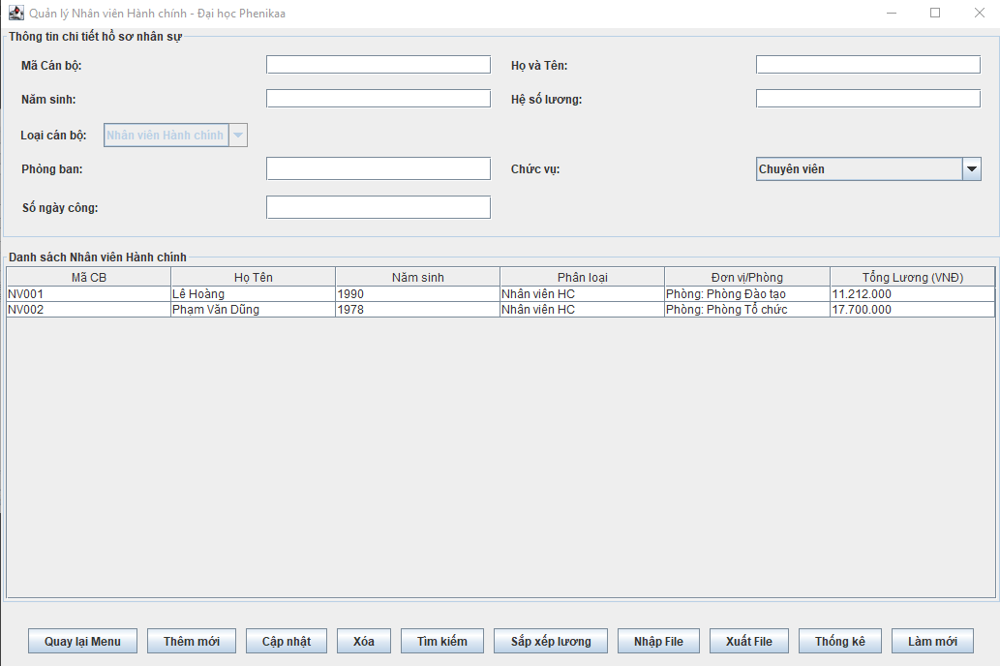 Quản lý Nhân viên Hành chính - Đại học Phenikaa
Thông tin chi tiết hồ sơ nhân sự
Mã Cán bộ: Họ và Tên:
Năm sinh: Hệ số lương:
Loại cán bộ: Nhân viên Hành chính
Phòng ban: Chức vụ: Chuyên viên
Số ngày công:
Danh sách Nhân viên Hành chính
Mã CB Họ Tên Năm sinh Phân loại Đơn vị/Phòng Tổng Lương (VNĐ)
NV001 Lê Hoàng 1990 Nhân viên HC Phòng: Phòng Đào tạo 11.212.000
NV002 Phạm Văn Dũng 1978 Nhân viên HC Phòng: Phòng Tổ chức 17.700.000
Quay lại Menu Thêm mới Cập nhật Xóa Tìm kiếm Sắp xếp lương Nhập File Xuất File Thống kê Làm mới